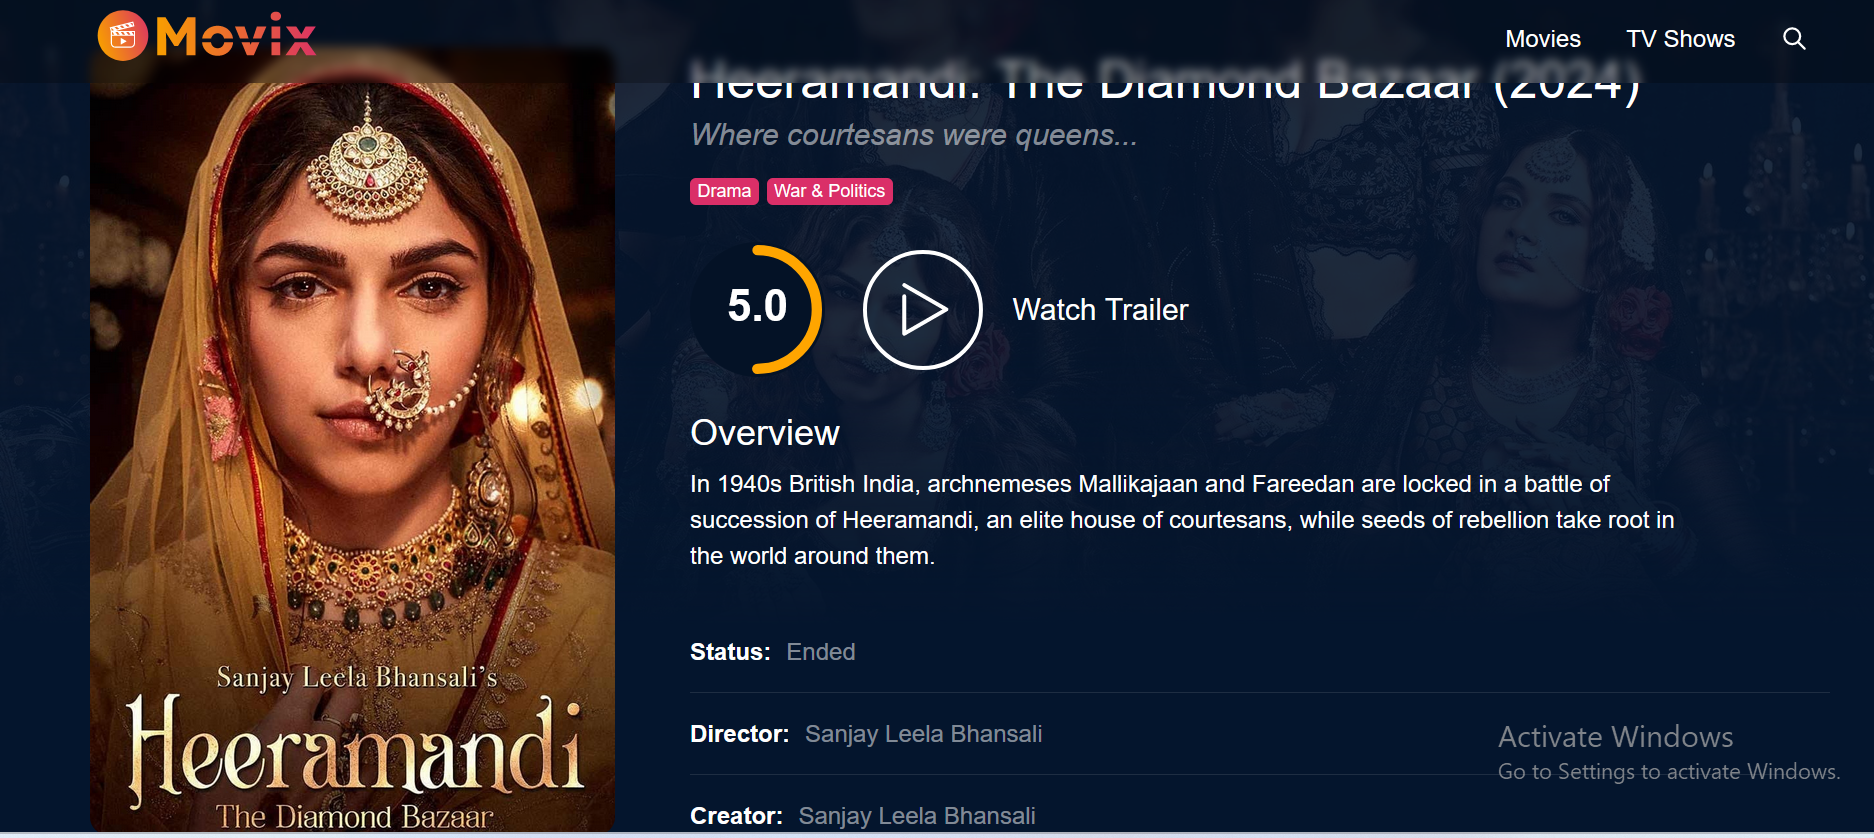 Movix
Movies
TV Shows
Heeramandi: The Diamond Bazaar (2024)
Where courtesans were queens...
Drama
War & Politics
5.0
Watch Trailer
Overview
In 1940s British India, archnemeses Mallikajaan and Fareedan are locked in a battle of
succession of Heeramandi, an elite house of courtesans, while seeds of rebellion take root in
the world around them.
Status: Ended
Director: Sanjay Leela Bhansali
Creator: Sanjay Leela Bhansali
Sanjay Leela Bhansali's
Heeramandi
The Diamond Bazaar
Activate Windows
Go to Settings to activate Windows.